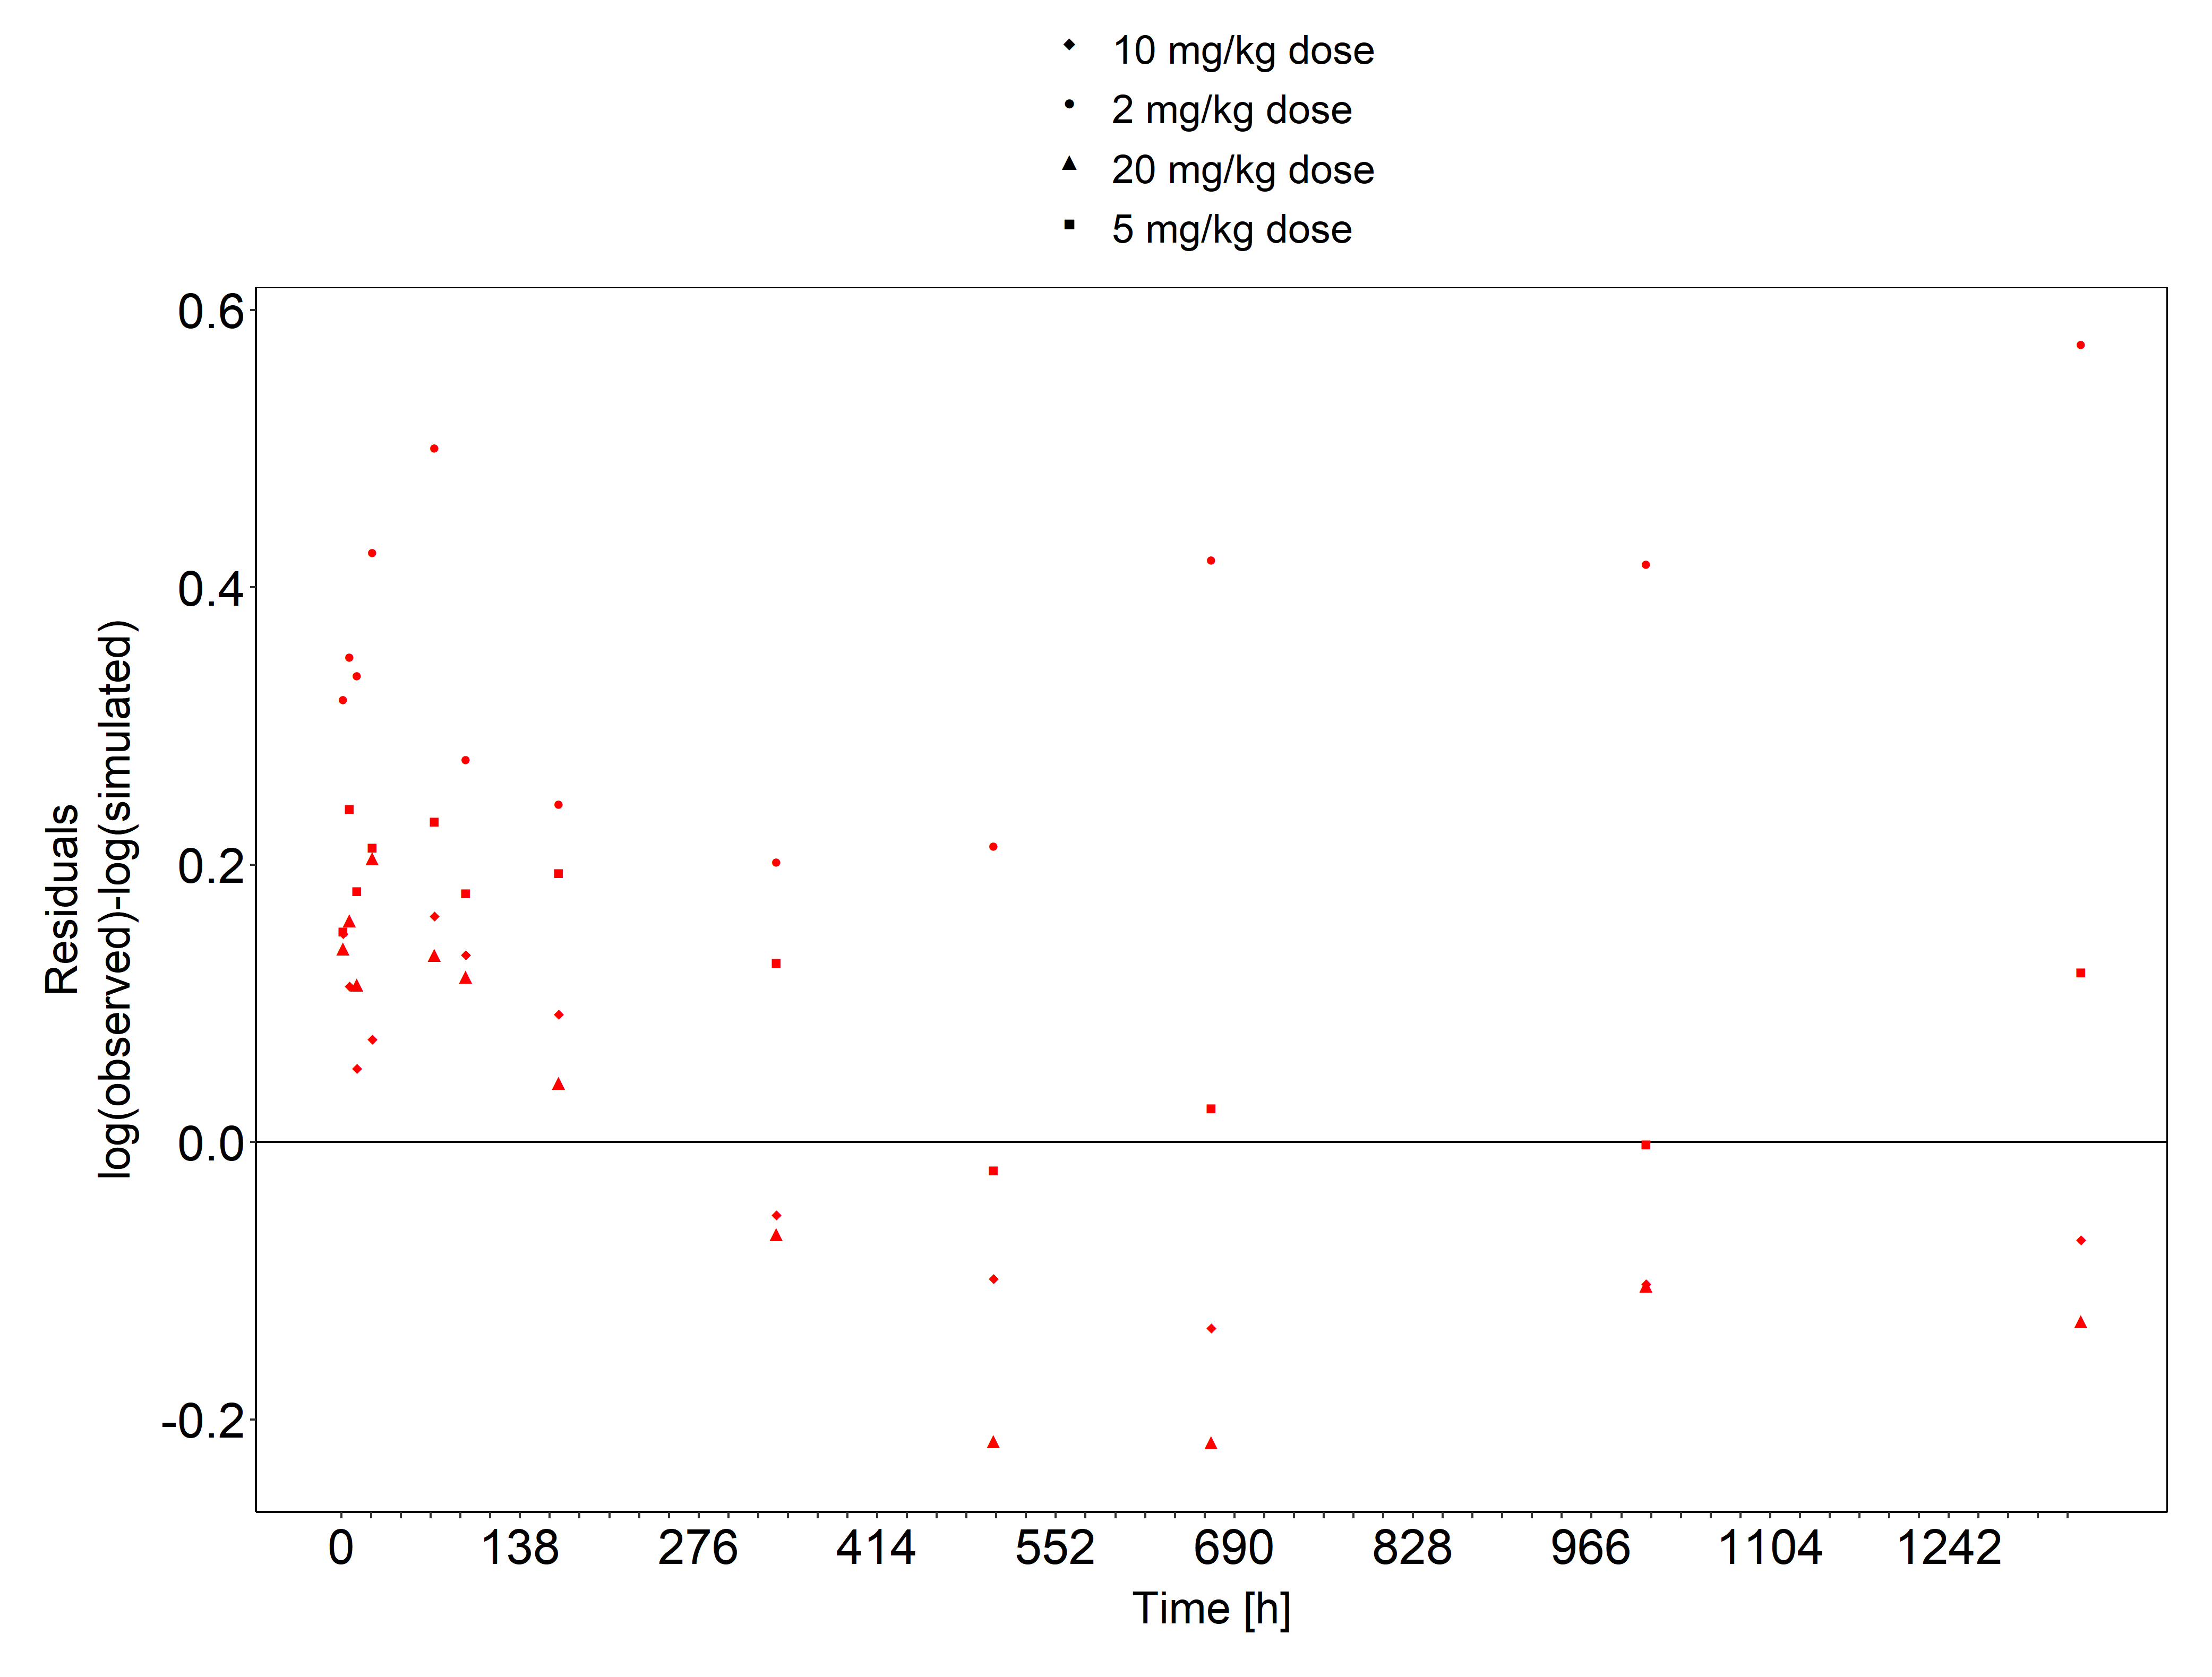 10 mg/kg dose
2 mg/kg dose
20 mg/kg dose
5 mg/kg dose
Residuals
log(observed)-log(simulated)
0.6
0.4
0.2
0.0
-0.2
0 138 276 414 552 690 828 966 1104 1242
Time [h]